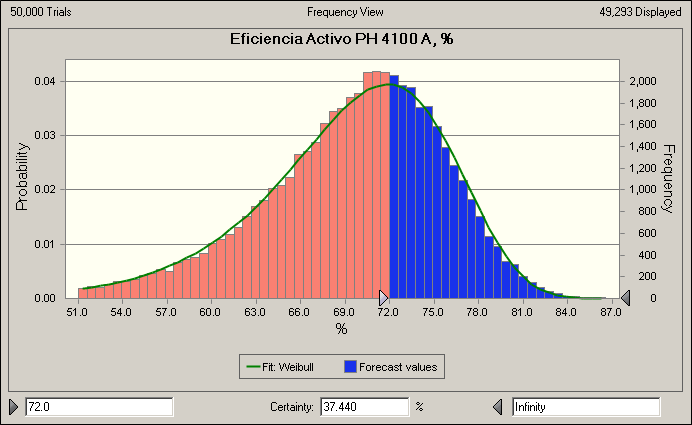 50,000 Trials
Frequency View
49,293 Displayed
Eficiencia Activo PH 4100 A, %
Probability
0.04
0.03
0.02
0.01
0.00
2,000
1,800
1,600
1,400
1,200
1,000
800
600
400
200
0
Frequency
51.0 54.0 57.0 60.0 63.0 66.0 69.0 72.0 75.0 78.0 81.0 84.0 87.0
%
Fit: Weibull
Forecast values
72.0
Certainty: 37.440 %
Infinity